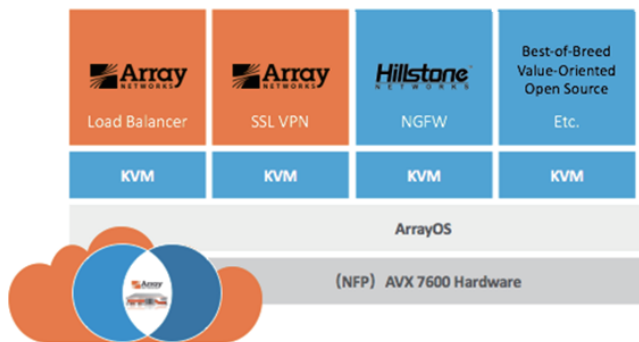 Array
NETWORKS
Load Balancer
Array
NETWORKS
SSL VPN
Hillstone
NETWORKS
NGFW
Best-of-Breed
Value-Oriented
Open Source
Etc.
KVM
KVM
KVM
KVM
ArrayOS
(NFP) AVX 7600 Hardware
Array